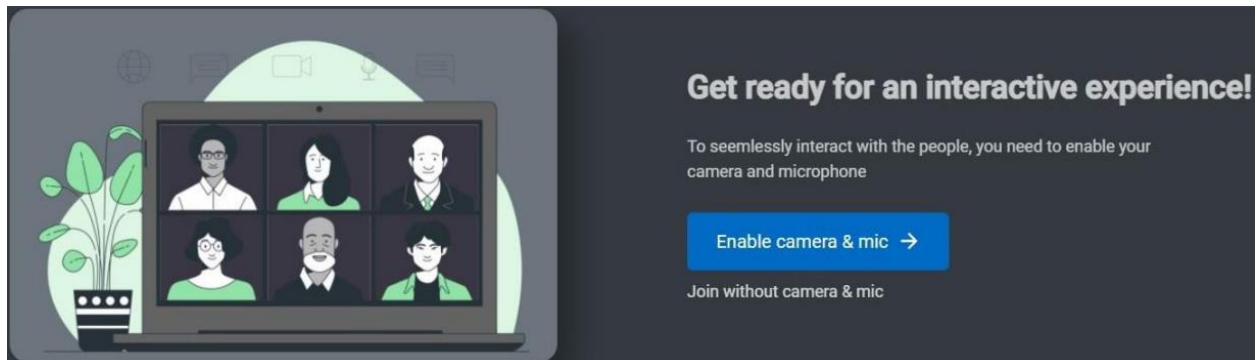 Get ready for an interactive experience!
To seemlessly interact with the people, you need to enable your
camera and microphone
Enable camera & mic →
Join without camera & mic